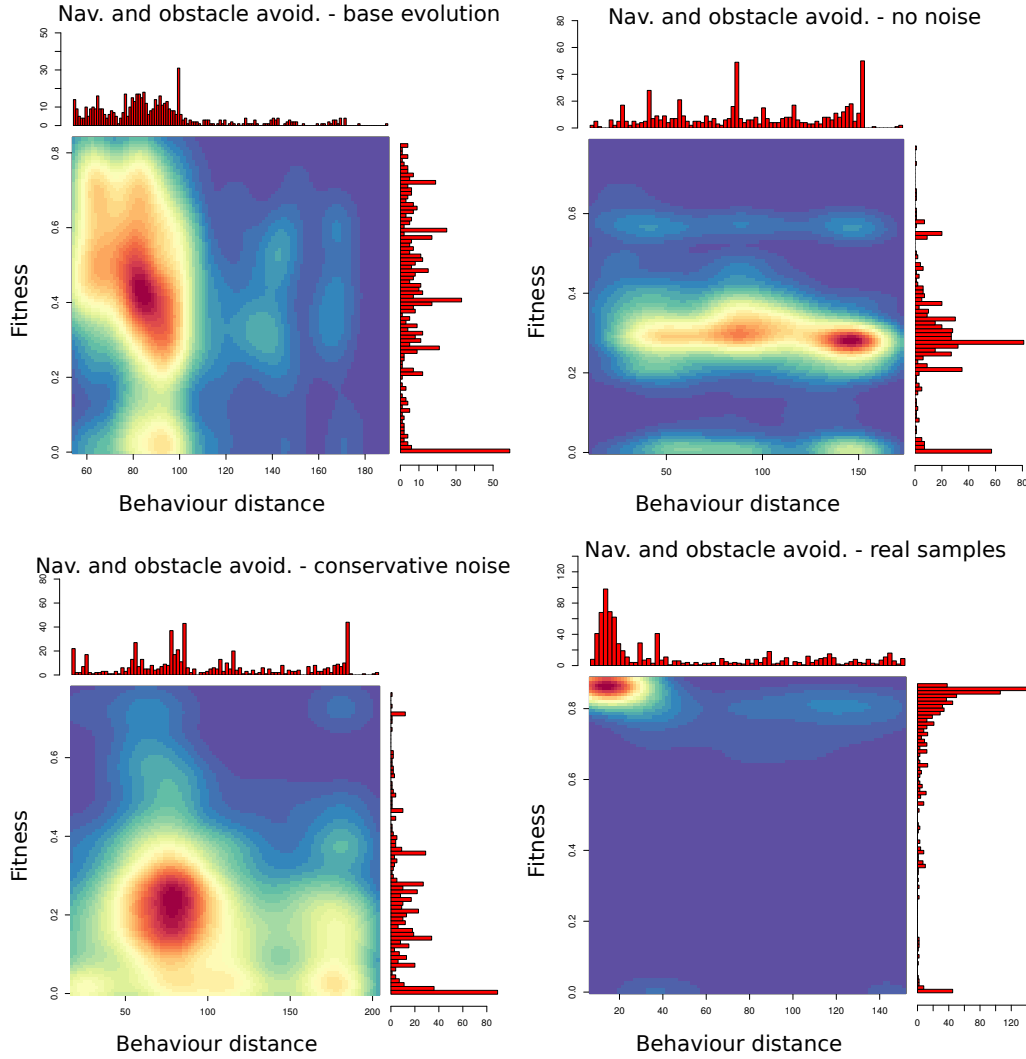 Nav. and obstacle avoid. - base evolution
50
30
10
0
0.8
0.6
0.4
0.2
0.0
Fitness
60 80 100 120 140 160 180
0 10 30 50
Behaviour distance
Nav. and obstacle avoid. - no noise
80
60
40
20
0
0.6
0.4
0.2
0.0
Fitness
50 100 150
0 20 40 60 80
Behaviour distance
Nav. and obstacle avoid. - conservative noise
80
60
40
20
0
0.6
0.4
0.2
0.0
Fitness
50 100 150 200
0 20 40 60 80
Behaviour distance
Nav. and obstacle avoid. - real samples
120
80
40
0
0.8
0.6
0.4
0.2
0.0
Fitness
20 40 60 80 100 120 140
0 40 80 120
Behaviour distance